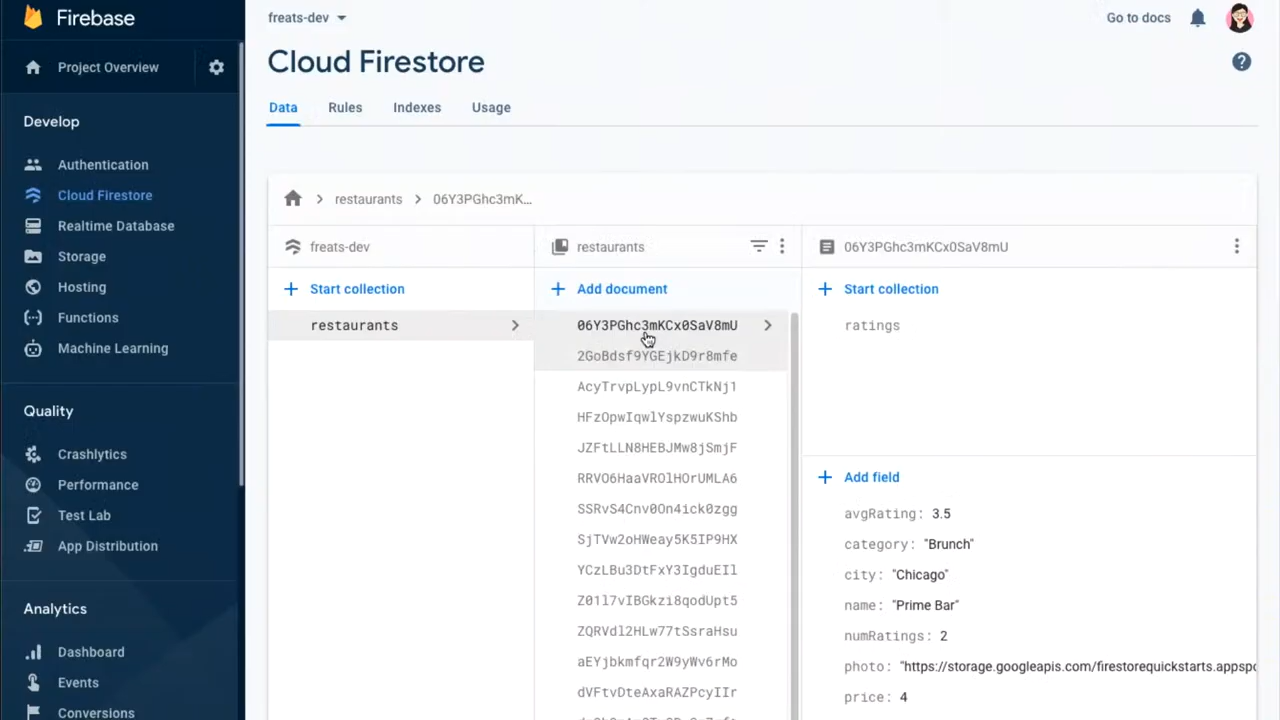 Firebase
freats-dev
Go to docs
Project Overview
Cloud Firestore
Develop
Data
Rules
Indexes
Usage
Authentication
Cloud Firestore
Realtime Database
Storage
Hosting
Functions
Machine Learning
Quality
Crashlytics
Performance
Test Lab
App Distribution
Analytics
Dashboard
Events
Conversions
restaurants
06Y3PGhc3mK...
freats-dev
Start collection
restaurants
restaurants
Add document
06Y3PGhc3mKCx0SaV8mU
2GoBdsf9YGEjkD9r8mfe
AcyTrvpLypL9vnCTkNj1
HFzOpwIqwlYspzwuKShb
JZFtLLN8HEBJMw8jSmjF
RRVO6HaaVROlHOrUMLA6
SSRvS4Cnv0On4ick0zgg
SjTVw2oHWeay5K5IP9HX
YCzLBu3DtFxY3IgduEIl
Z01l7vIBGkzi8qodUpt5
ZQRVdl2HLw77tSsraHsu
aEYjbkmfqr2W9yWv6rMo
dVFtvDteAxaRAZPcyIIr
06Y3PGhc3mKCx0SaV8mU
Start collection
ratings
Add field
avgRating: 3.5
category: "Brunch"
city: "Chicago"
name: "Prime Bar"
numRatings: 2
photo: "https://storage.googleapis.com/firestorequickstarts.appspo
price: 4